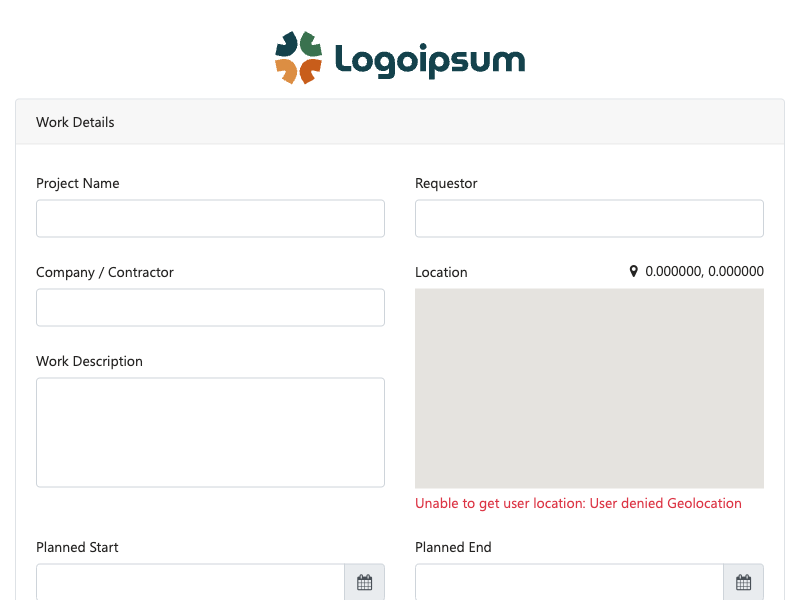 Logoipsum
Work Details
Project Name
Requestor
Company / Contractor
Location
0.000000, 0.000000
Work Description
Unable to get user location: User denied Geolocation
Planned Start
Planned End